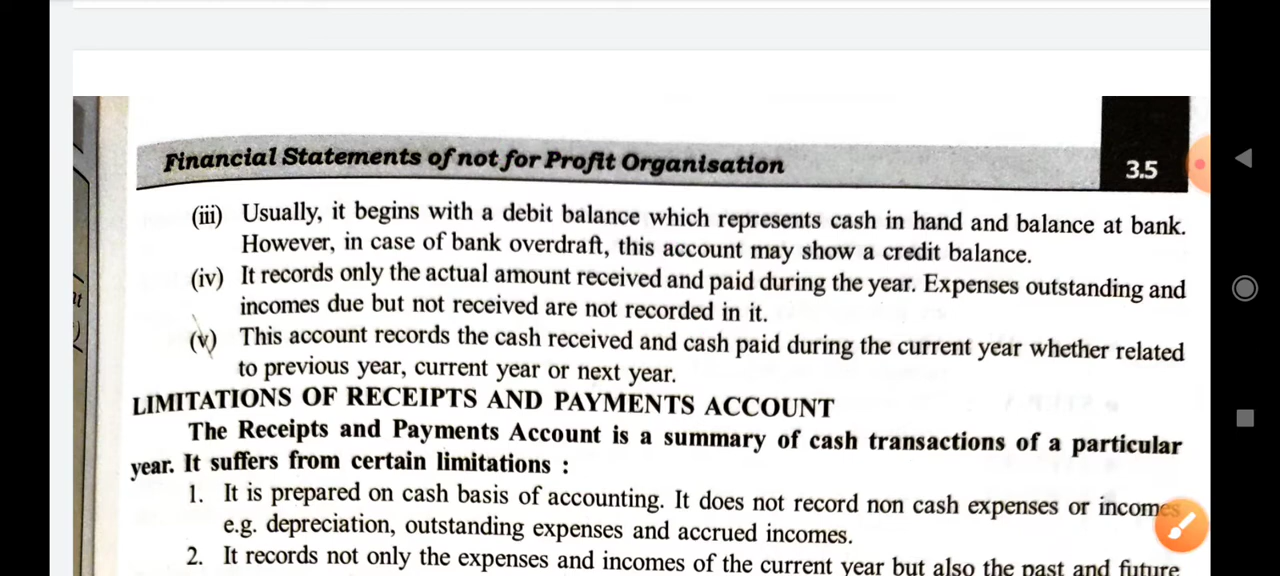 Financial Statements of not for Profit Organisation
3.5
(iii) Usually, it begins with a debit balance which represents cash in hand and balance at bank.
However, in case of bank overdraft, this account may show a credit balance.
(iv) It records only the actual amount received and paid during the year. Expenses outstanding and
incomes due but not received are not recorded in it.
(v) This account records the cash received and cash paid during the current year whether related
to previous year, current year or next year.
LIMITATIONS OF RECEIPTS AND PAYMENTS ACCOUNT
The Receipts and Payments Account is a summary of cash transactions of a particular
year. It suffers from certain limitations :
1. It is prepared on cash basis of accounting. It does not record non cash expenses or incomes
e.g. depreciation, outstanding expenses and accrued incomes.
2. It records not only the expenses and incomes of the current year but also the past and future